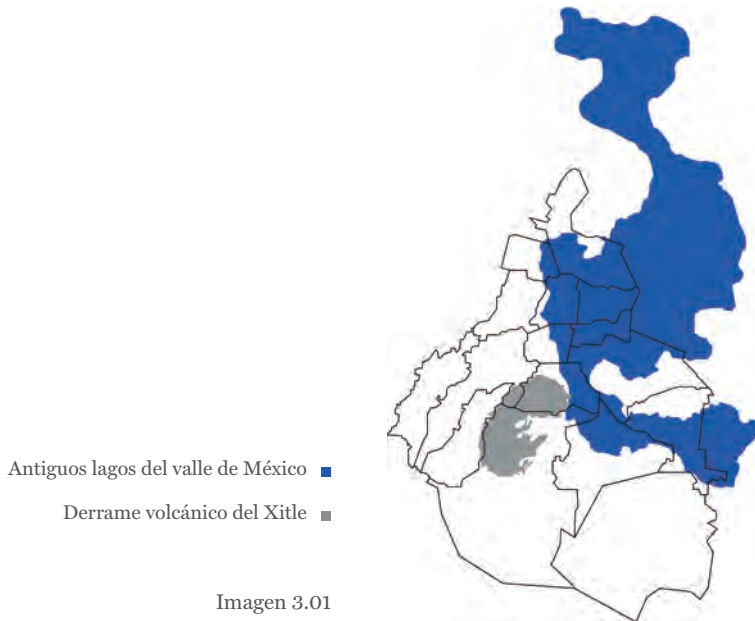 Antiguos lagos del valle de México
Derrame volcánico del Xitle
Imagen 3.01